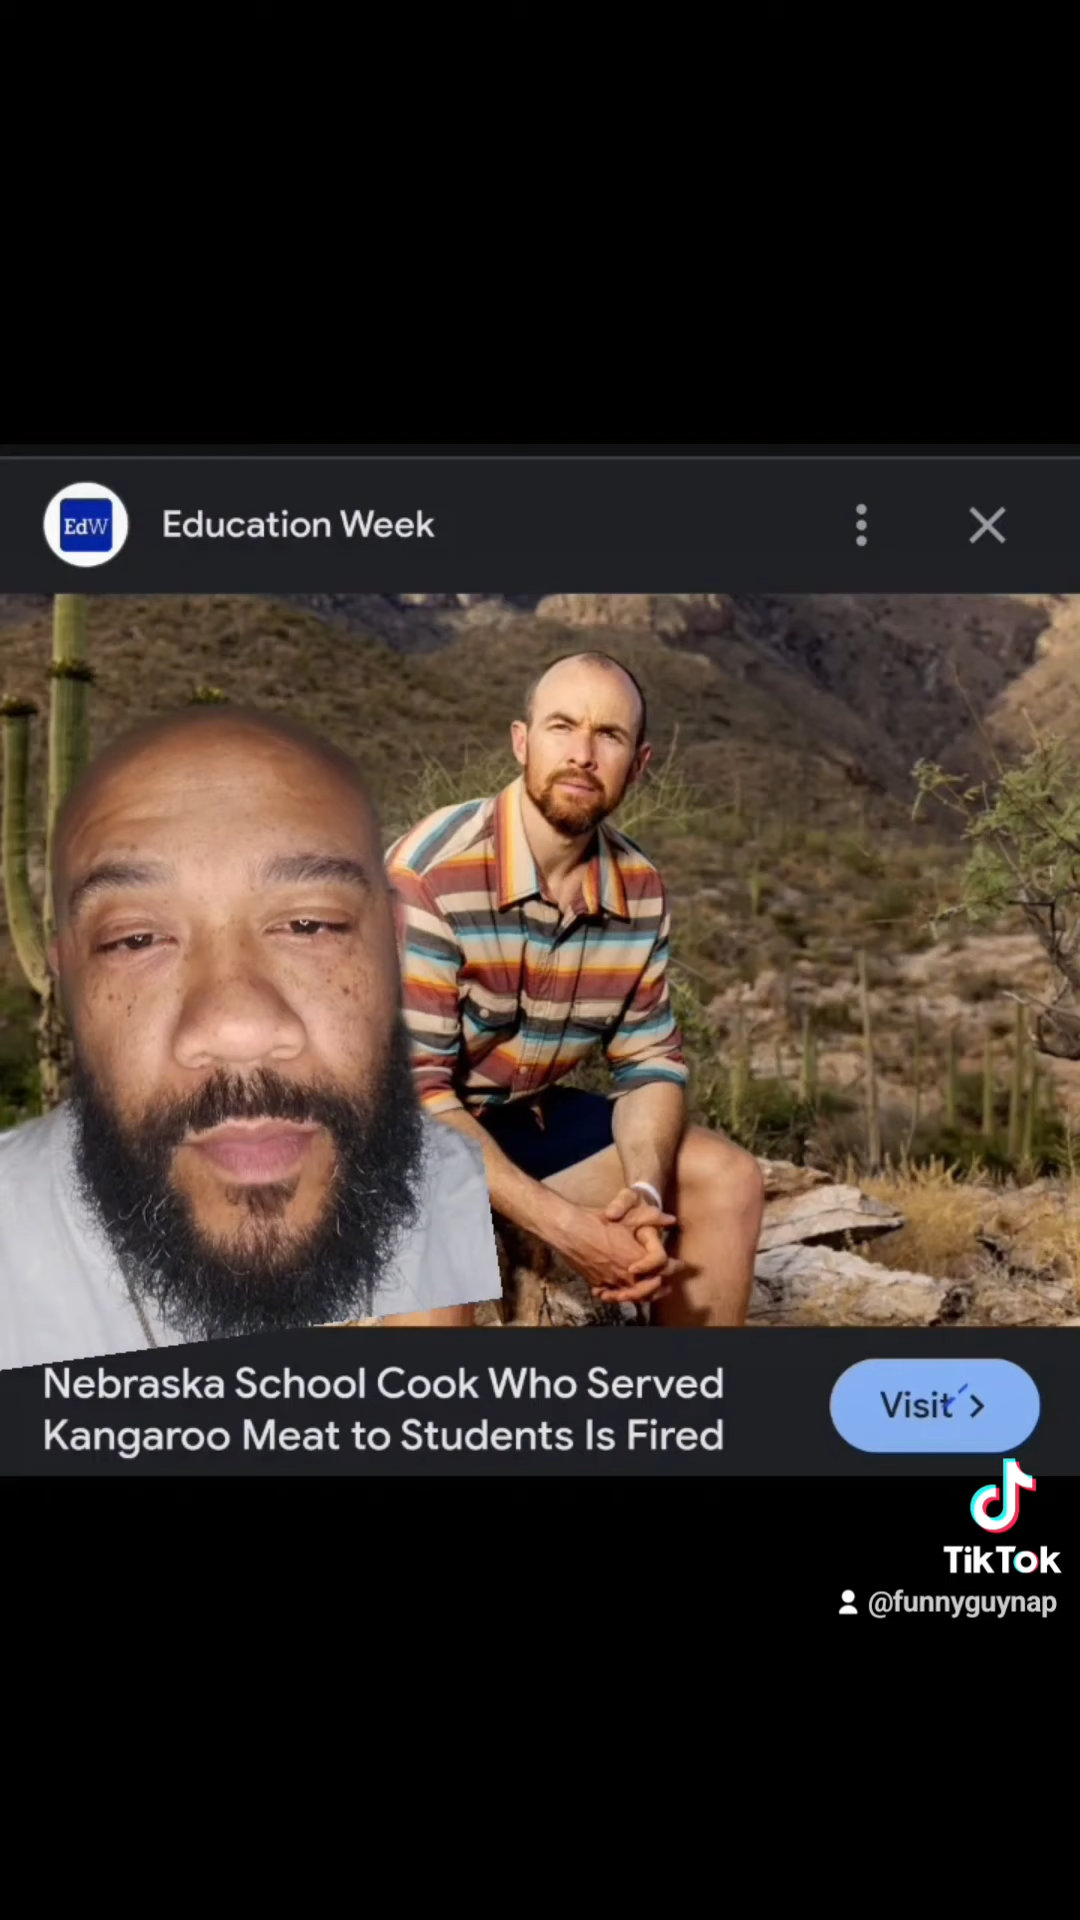 EdW
Education Week
Nebraska School Cook Who Served
Kangaroo Meat to Students Is Fired
Visit
TikTok
@funnyguynap